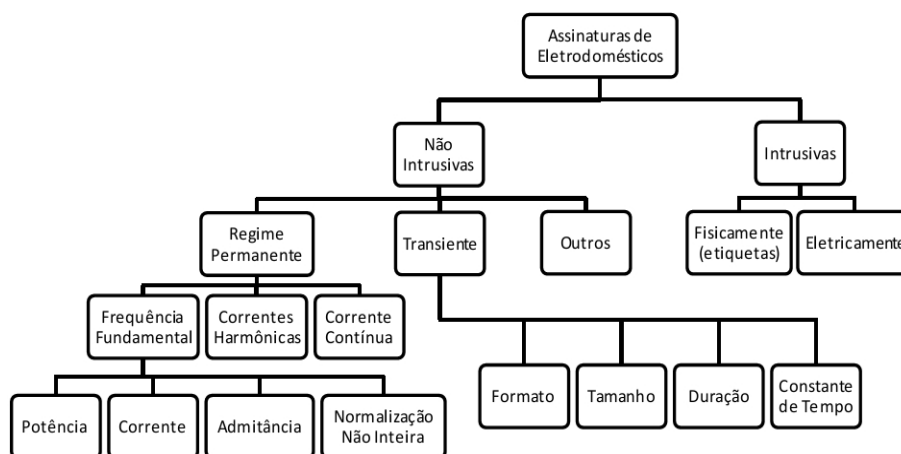 Assinaturas de
Eletrodomésticos
Não
Intrusivas
Intrusivas
Regime
Permanente
Transiente
Outros
Fisicamente
(etiquetas)
Eletricamente
Frequência
Fundamental
Correntes
Harmônicas
Corrente
Contínua
Formato
Tamanho
Duração
Constante
de Tempo
Potência
Corrente
Admitância
Normalização
Não Inteira